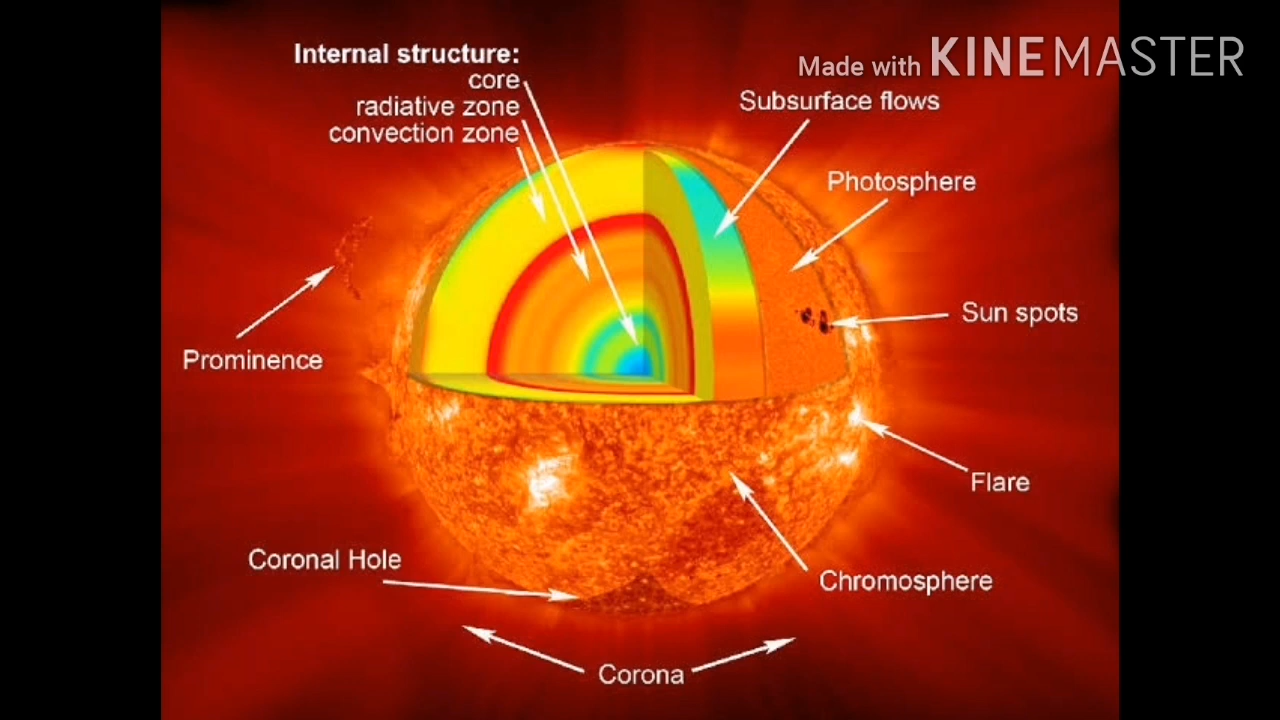 Internal structure:
core
radiative zone
convection zone
Made with KINEMASTER
Subsurface flows
Photosphere
Sun spots
Prominence
Flare
Coronal Hole
Chromosphere
Corona